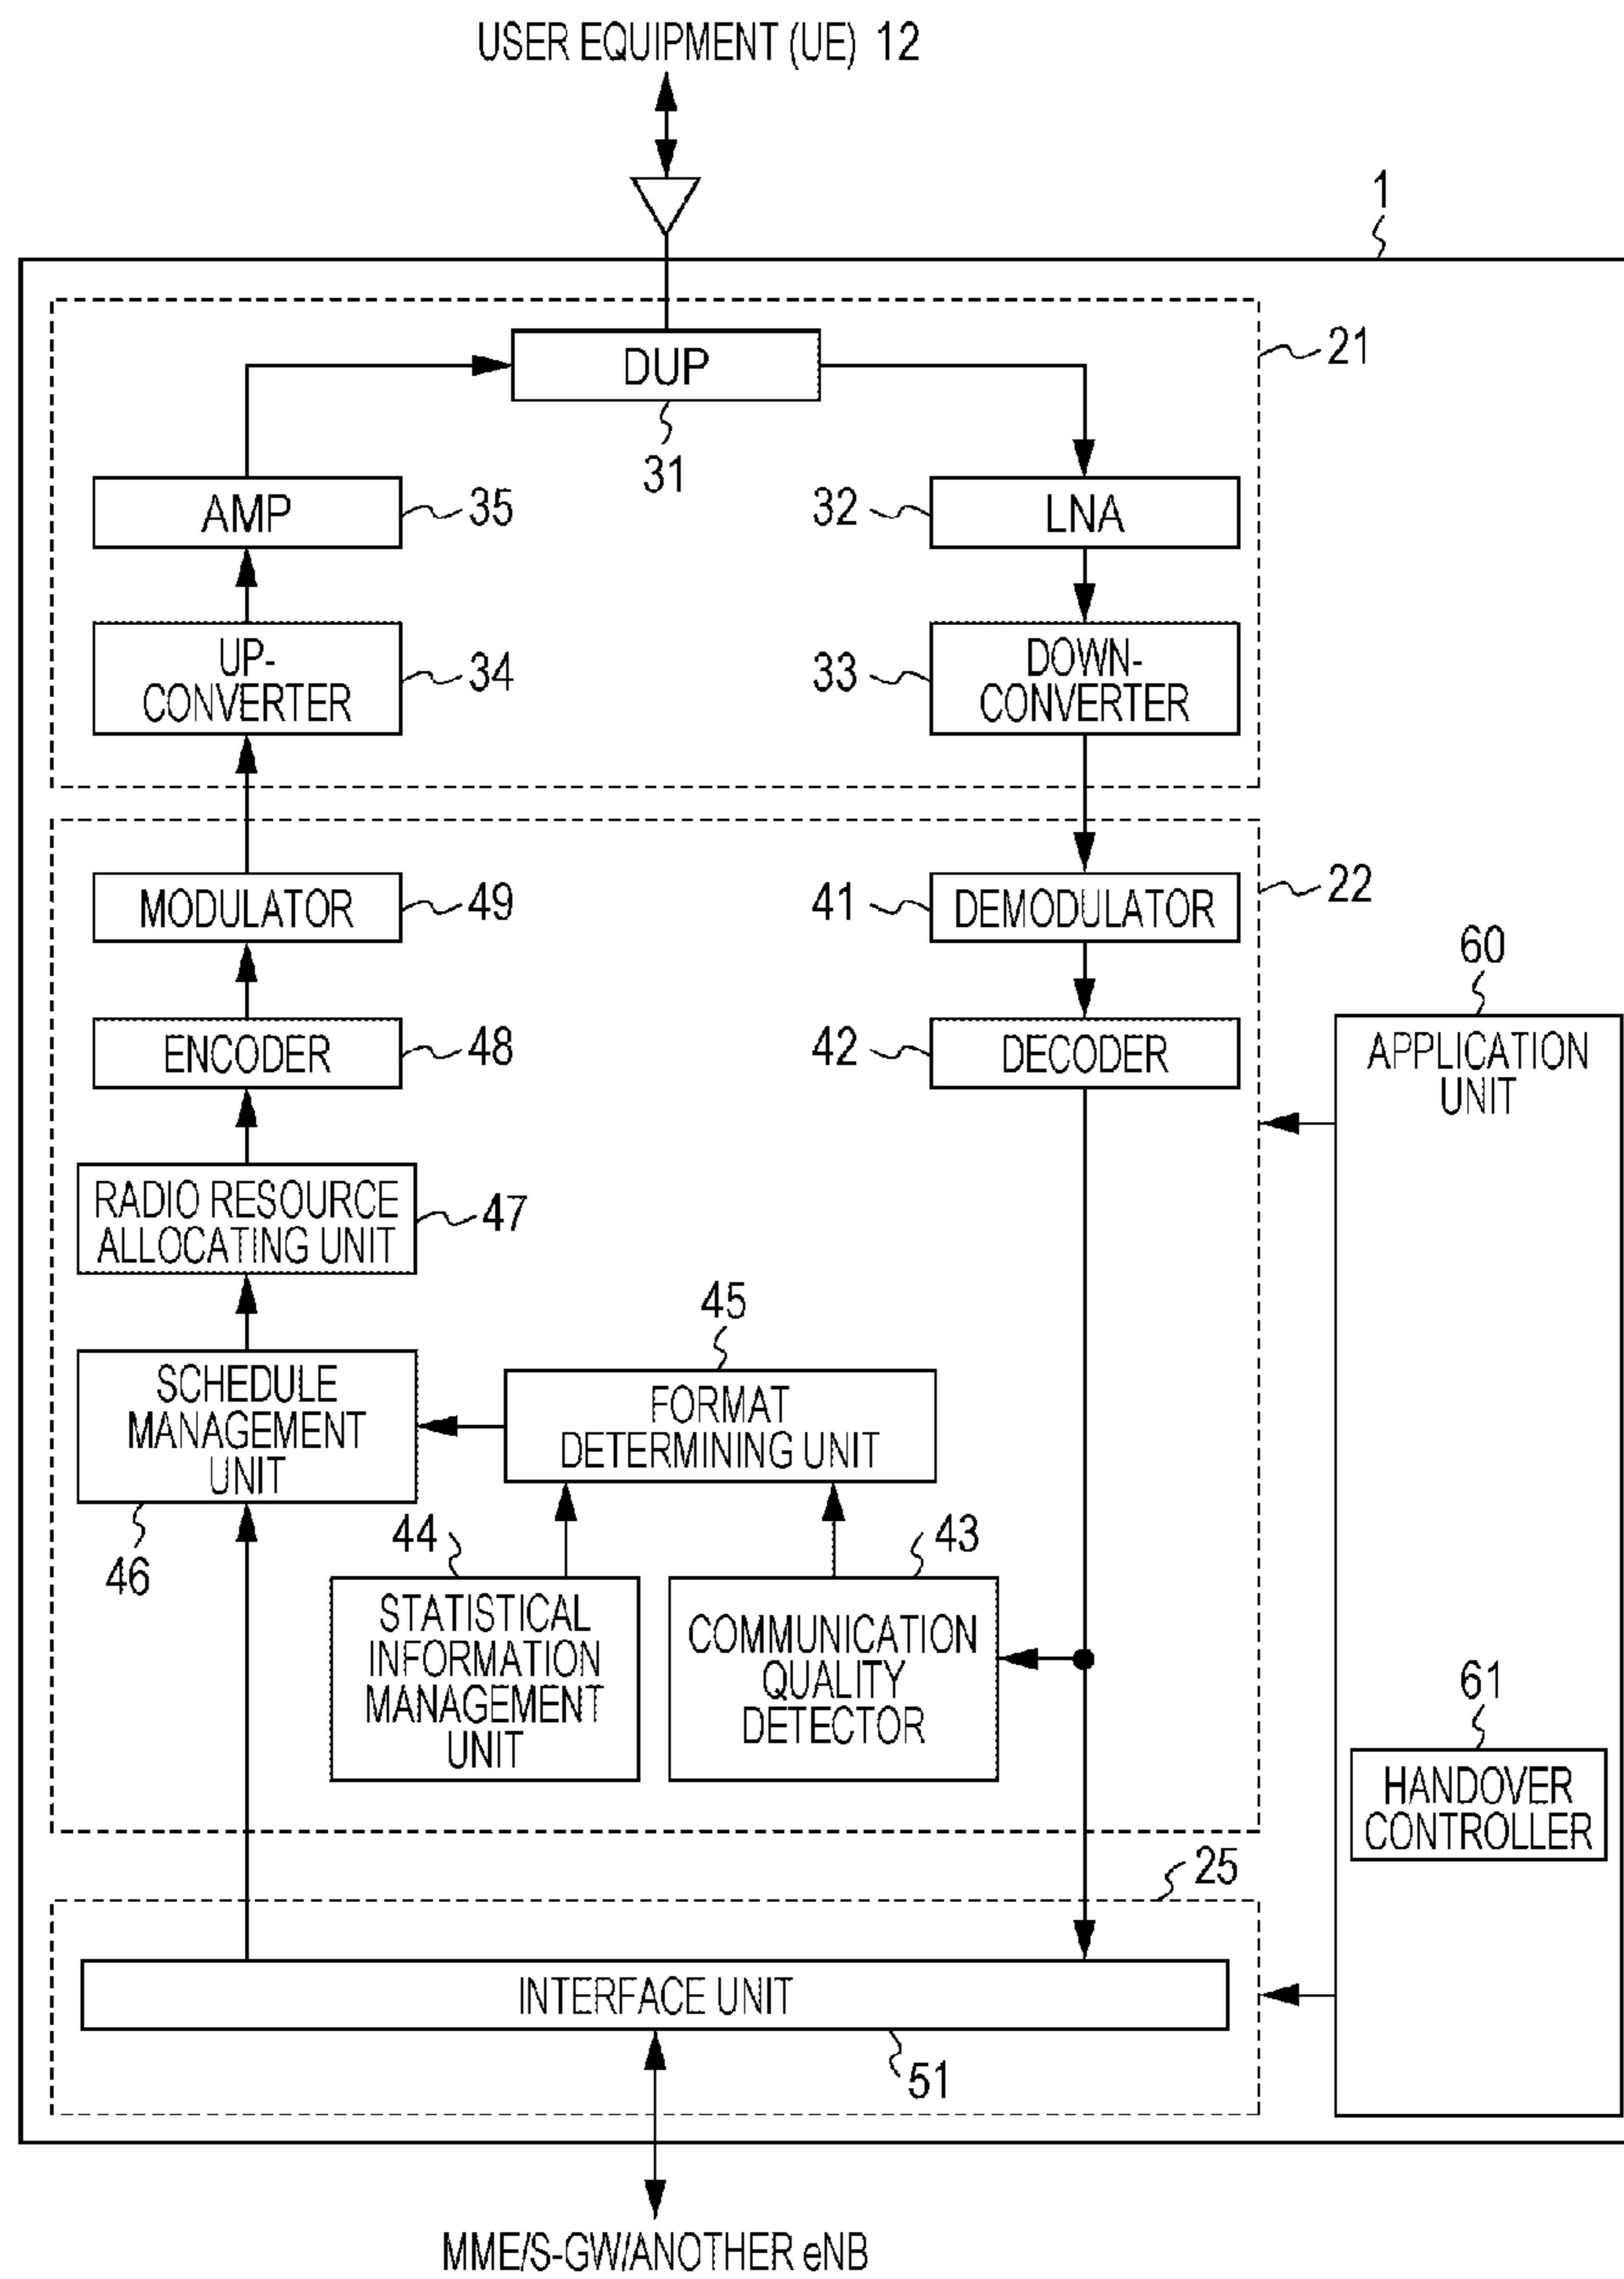 USER EQUIPMENT (UE) 12
1
21
DUP
31
AMP
35
32
LNA
UP-
CONVERTER
34
33
DOWN-
CONVERTER
22
MODULATOR
49
41
DEMODULATOR
60
ENCODER
48
42
DECODER
APPLICATION
UNIT
RADIO RESOURCE
ALLOCATING UNIT
47
45
SCHEDULE
MANAGEMENT
UNIT
46
FORMAT
DETERMINING UNIT
44
43
STATISTICAL
INFORMATION
MANAGEMENT
UNIT
COMMUNICATION
QUALITY
DETECTOR
61
HANDOVER
CONTROLLER
25
INTERFACE UNIT
51
MME/S-GW/ANOTHER eNB